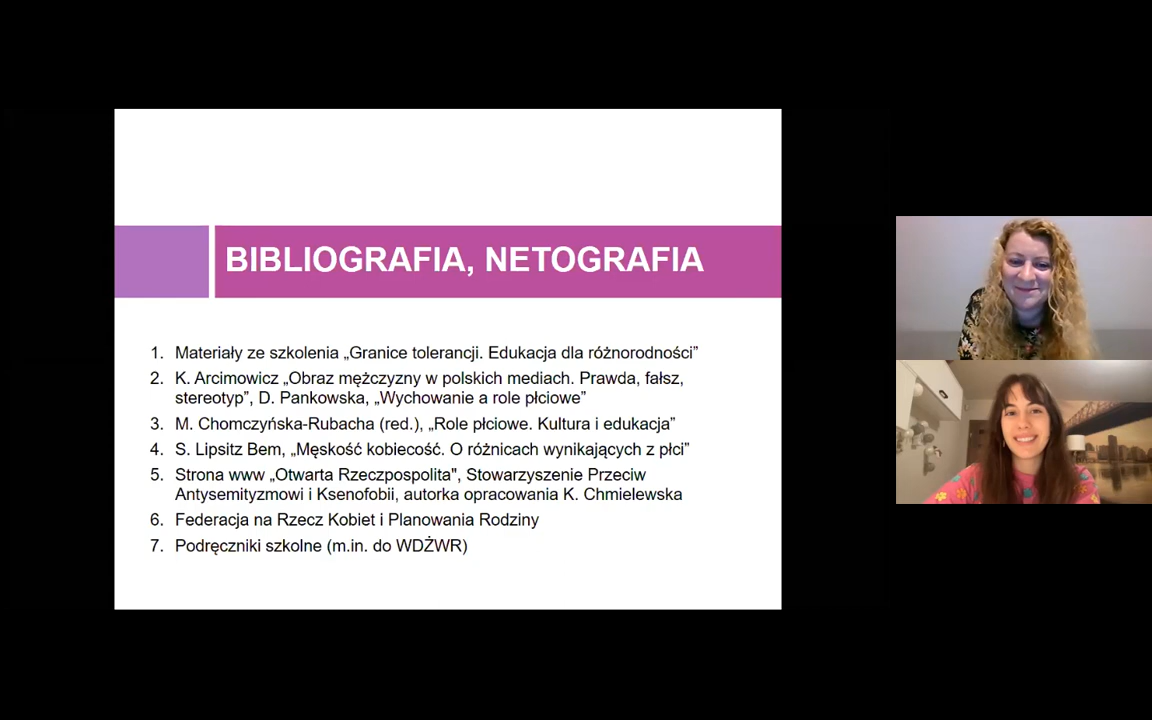 BIBLIOGRAFIA, NETOGRAFIA
1. Materiały ze szkolenia „Granice tolerancji. Edukacja dla różnorodności”
2. K. Arcimowicz „Obraz mężczyzny w polskich mediach. Prawda, fałsz,
stereotyp”, D. Pankowska, „Wychowanie a role płciowe”
3. M. Chomczyńska-Rubacha (red.), „Role płciowe. Kultura i edukacja”
4. S. Lipsitz Bem, „Męskość kobiecość. O różnicach wynikających z płci”
5. Strona www „Otwarta Rzeczpospolita", Stowarzyszenie Przeciw
Antysemityzmowi i Ksenofobii, autorka opracowania K. Chmielewska
6. Federacja na Rzecz Kobiet i Planowania Rodziny
7. Podręczniki szkolne (m.in. do WDŻWR)